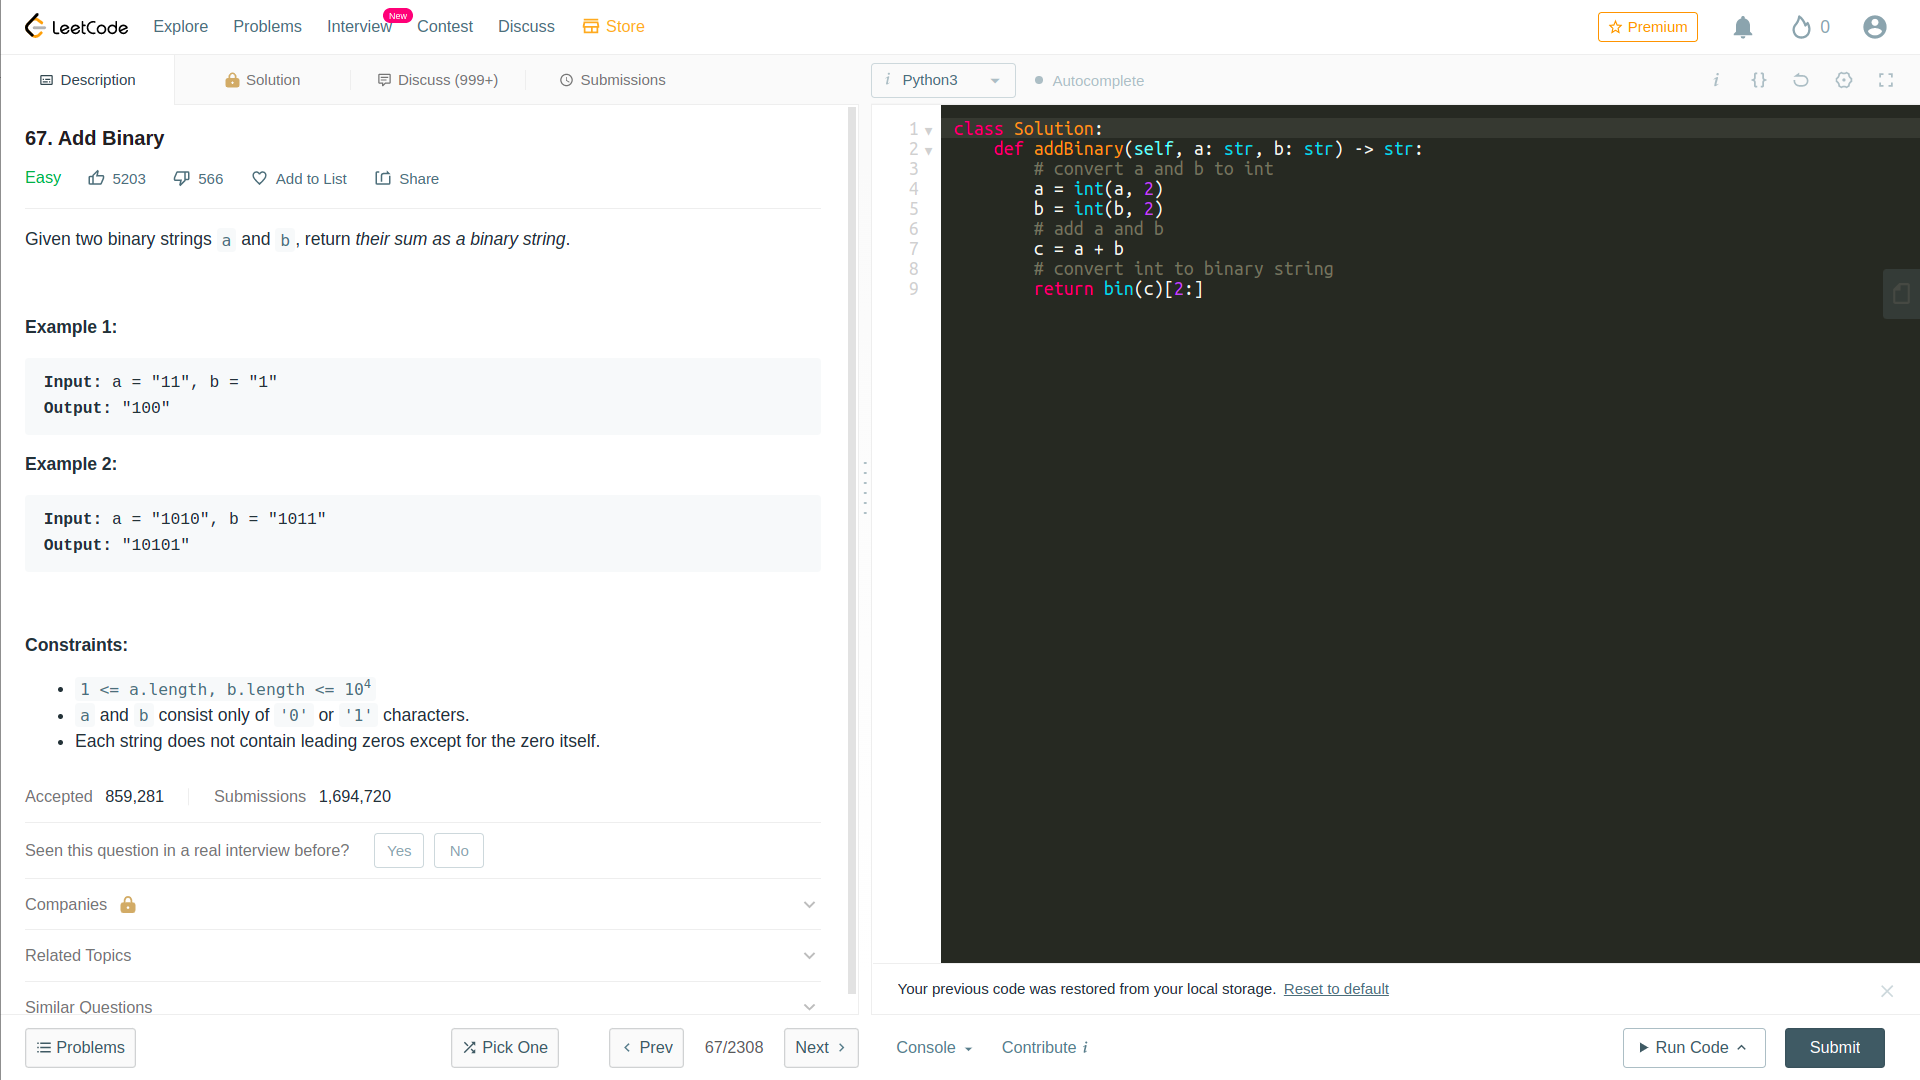 LeetCode
Explore
Problems
Interview
New
Contest
Discuss
Store
Premium
0
Description
Solution
Discuss (999+)
Submissions
i Python3
Autocomplete
i
{}
67. Add Binary
Easy
5203
566
Add to List
Share
Given two binary strings a and b, return their sum as a binary string.
Example 1:
Input: a = "11", b = "1"
Output: "100"
Example 2:
Input: a = "1010", b = "1011"
Output: "10101"
Constraints:
1 <= a.length, b.length <= 10⁴
a and b consist only of '0' or '1' characters.
Each string does not contain leading zeros except for the zero itself.
Accepted 859,281 Submissions 1,694,720
Seen this question in a real interview before? Yes No
Companies
Related Topics
Similar Questions
Problems
Pick One
Prev
67/2308
Next
1 class Solution:
2 def addBinary(self, a: str, b: str) -> str:
3 # convert a and b to int
4 a = int(a, 2)
5 b = int(b, 2)
6 # add a and b
7 c = a + b
8 # convert int to binary string
9 return bin(c)[2:]
Your previous code was restored from your local storage. Reset to default
Console
Contribute i
Run Code
Submit